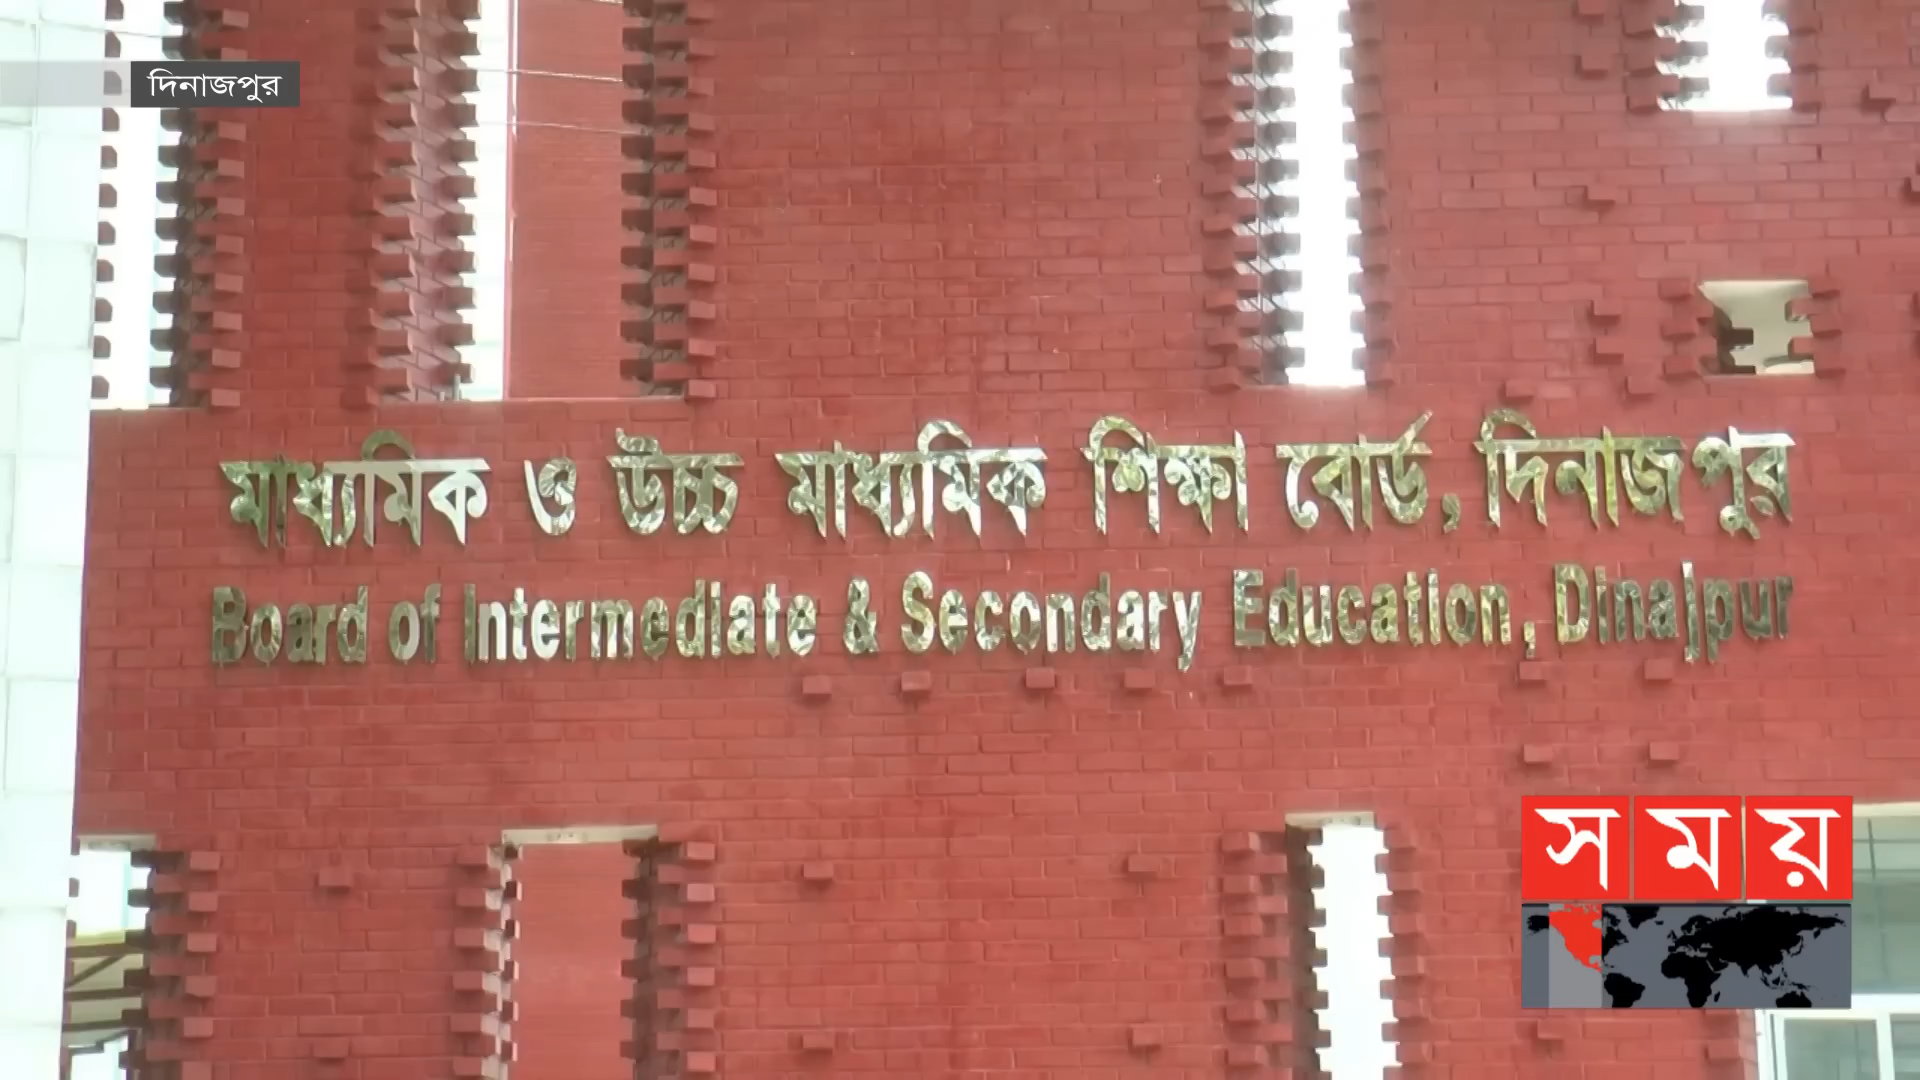 দিনাজপুর
মাধ্যমিক ও উচ্চ মাধ্যমিক শিক্ষা বোর্ড, দিনাজপুর
Board of Intermediate & Secondary Education, Dinajpur
সময়